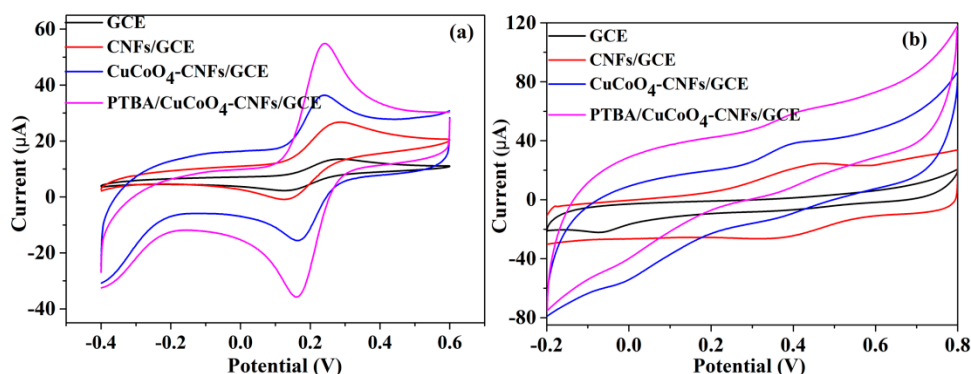 (a)
GCE
CNFs/GCE
CuCoO4-CNFs/GCE
PTBA/CuCoO4-CNFs/GCE
Current (μA)
60
40
20
0
-20
-40
-0.4 -0.2 0.0 0.2 0.4 0.6
Potential (V)
(b)
GCE
CNFs/GCE
CuCoO4-CNFs/GCE
PTBA/CuCoO4-CNFs/GCE
Current (μA)
120
80
40
0
-40
-80
-0.2 0.0 0.2 0.4 0.6 0.8
Potential (V)